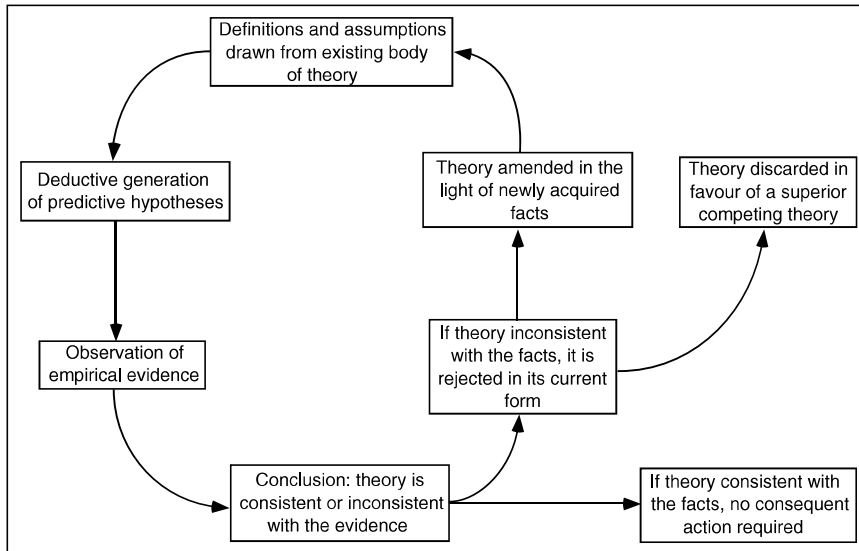 Definitions and assumptions
drawn from existing body
of theory
Deductive generation
of predictive hypotheses
Theory amended in the
light of newly acquired
facts
Theory discarded in
favour of a superior
competing theory
Observation of
empirical evidence
If theory inconsistent
with the facts, it is
rejected in its current
form
Conclusion: theory is
consistent or inconsistent
with the evidence
If theory consistent with
the facts, no consequent
action required